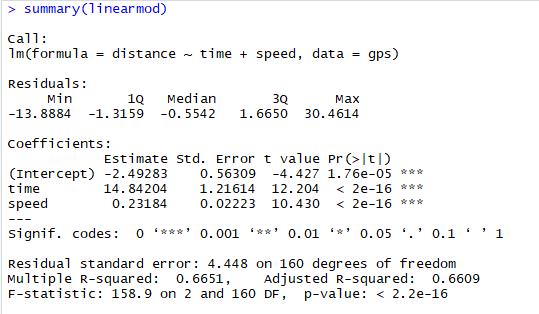 > summary(linearmod)
Call:
lm(formula = distance ~ time + speed, data = gps)
Residuals:
     Min       1Q   Median       3Q      Max
-13.8884  -1.3159  -0.5542   1.6650  30.4614
Coefficients:
            Estimate Std. Error t value Pr(>|t|)
(Intercept) -2.49283    0.56309  -4.427 1.76e-05 ***
time        14.84204    1.21614  12.204  < 2e-16 ***
speed        0.23184    0.02223  10.430  < 2e-16 ***
---
Signif. codes:  0 ‘***’ 0.001 ‘**’ 0.01 ‘*’ 0.05 ‘.’ 0.1 ‘ ’ 1
Residual standard error: 4.448 on 160 degrees of freedom
Multiple R-squared:  0.6651,	Adjusted R-squared:  0.6609
F-statistic: 158.9 on 2 and 160 DF,  p-value: < 2.2e-16